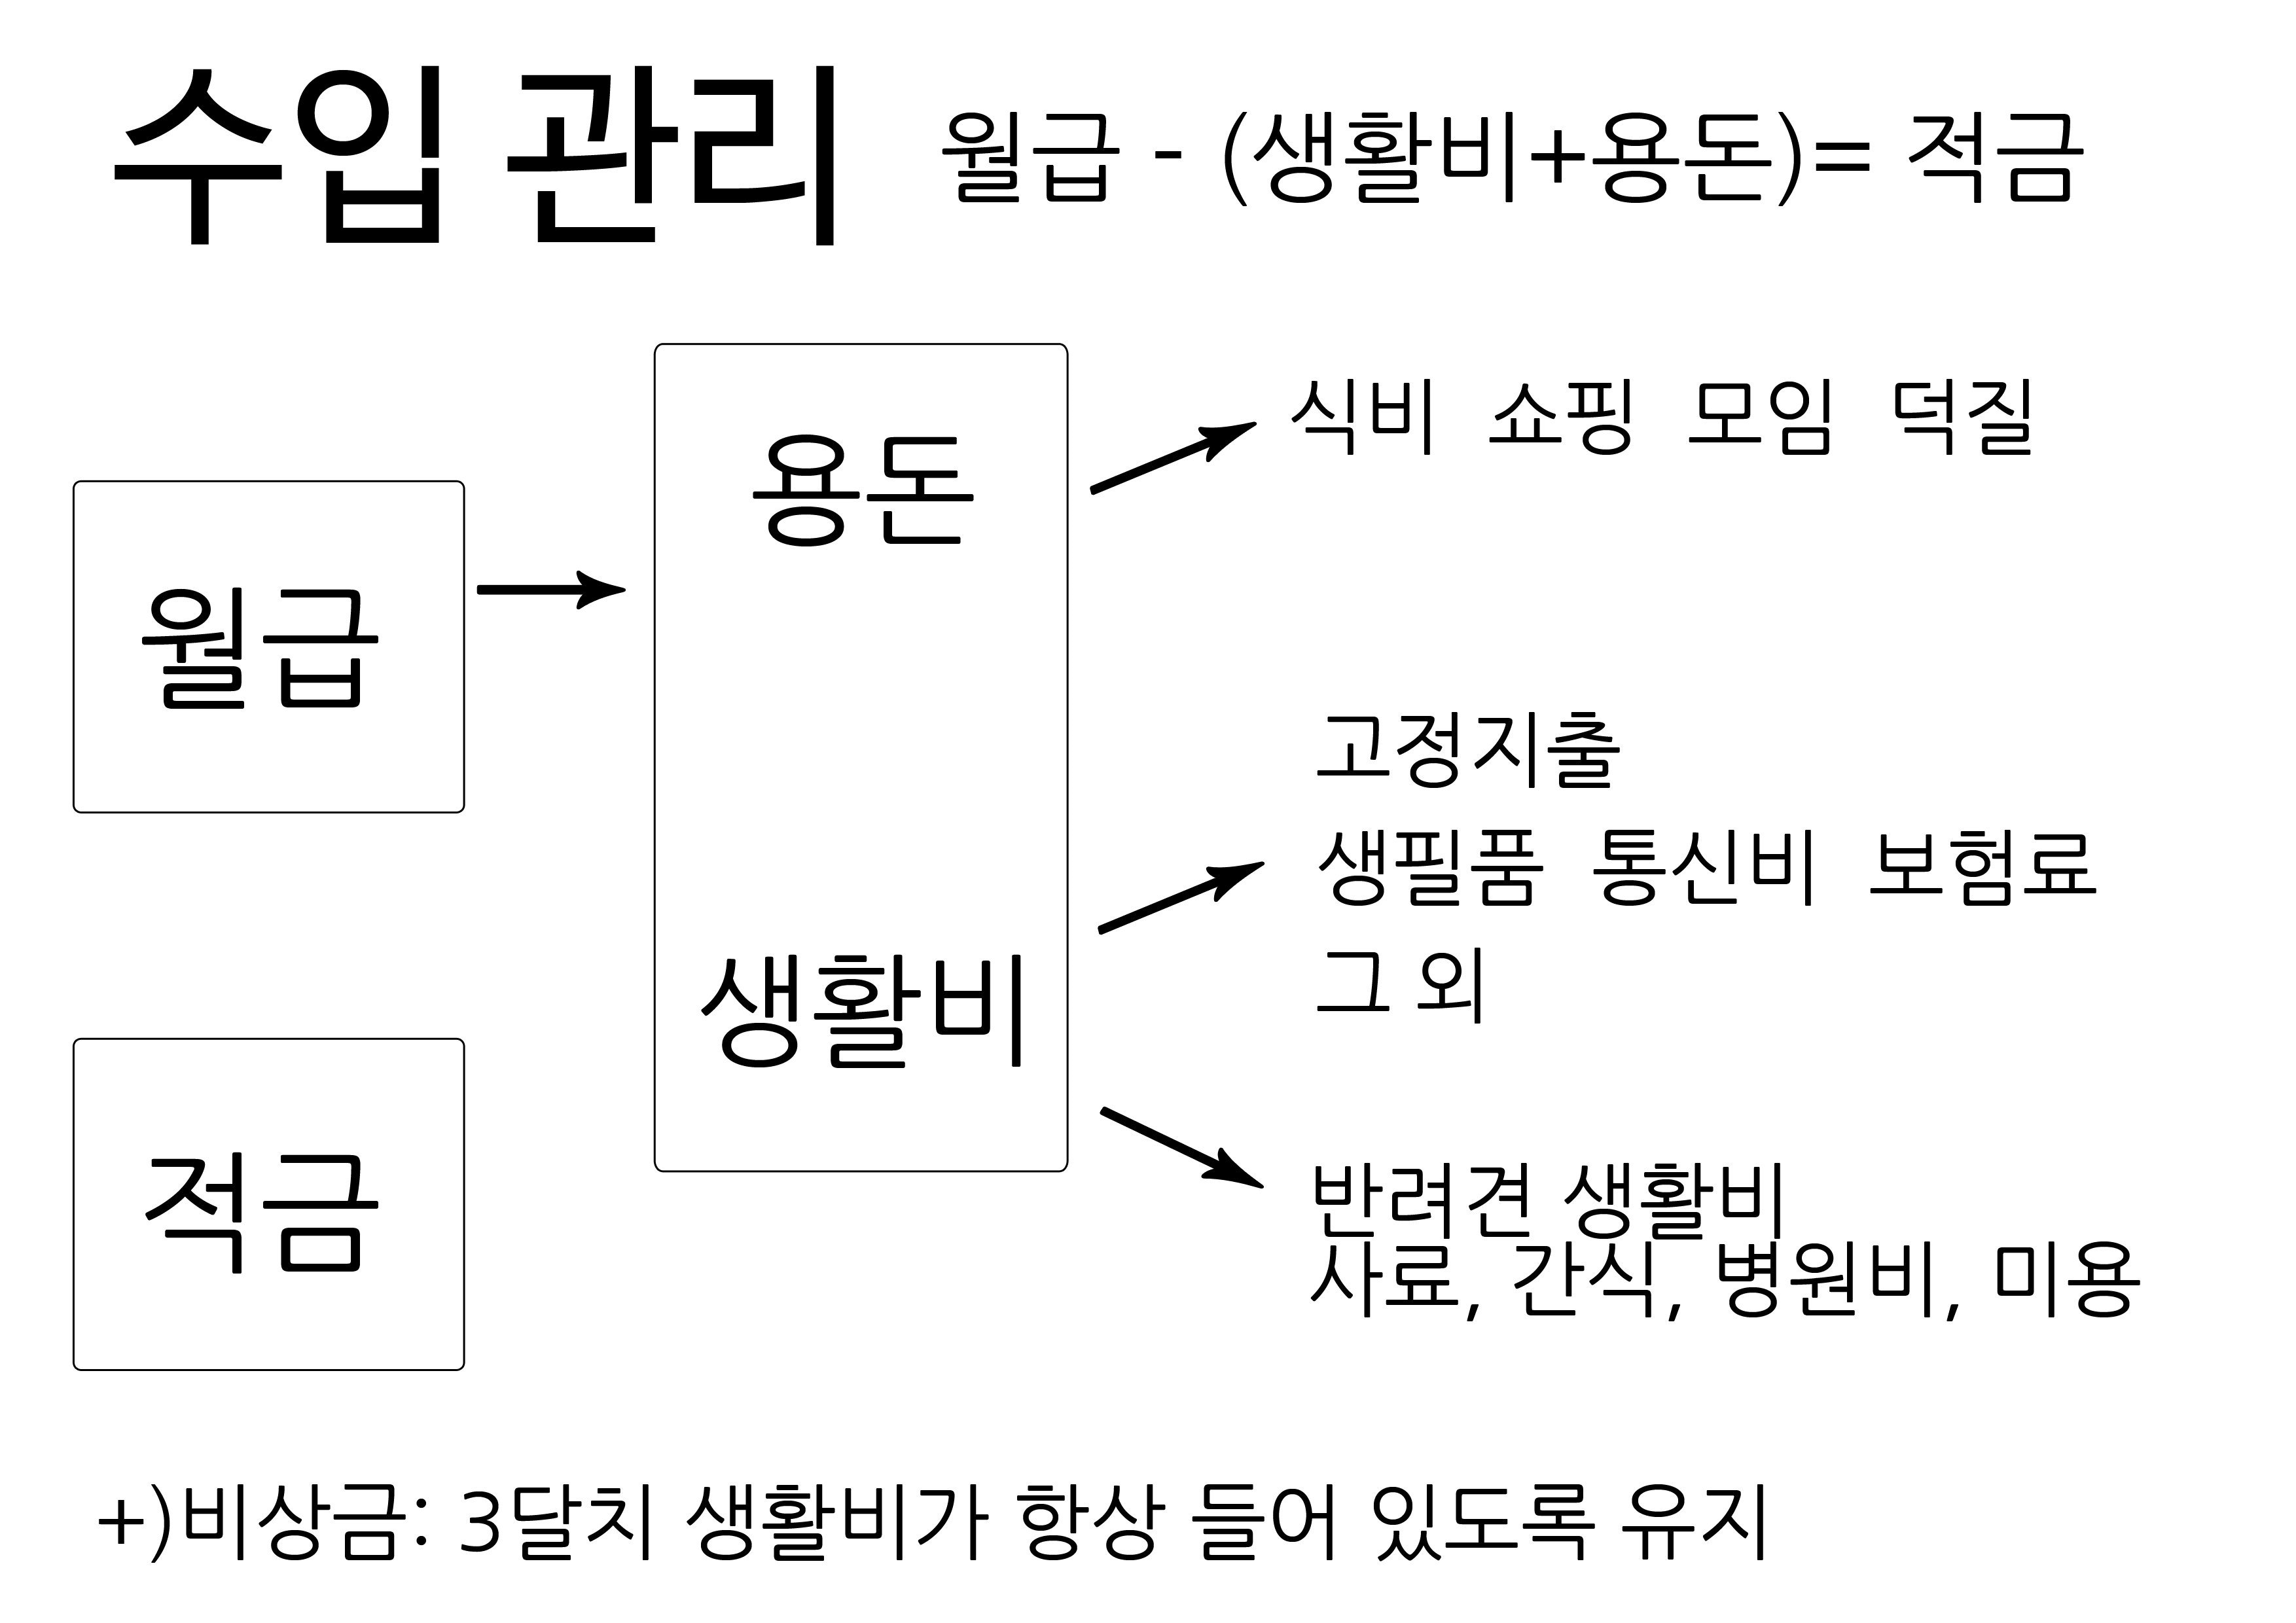 수입 관리
월급 - (생활비+용돈)= 적금
월급
용돈
식비 쇼핑 모임 덕질
생활비
고정지출
생필품 통신비 보험료
그 외
반려견 생활비
사료, 간식, 병원비, 미용
적금
+)비상금: 3달치 생활비가 항상 들어 있도록 유지